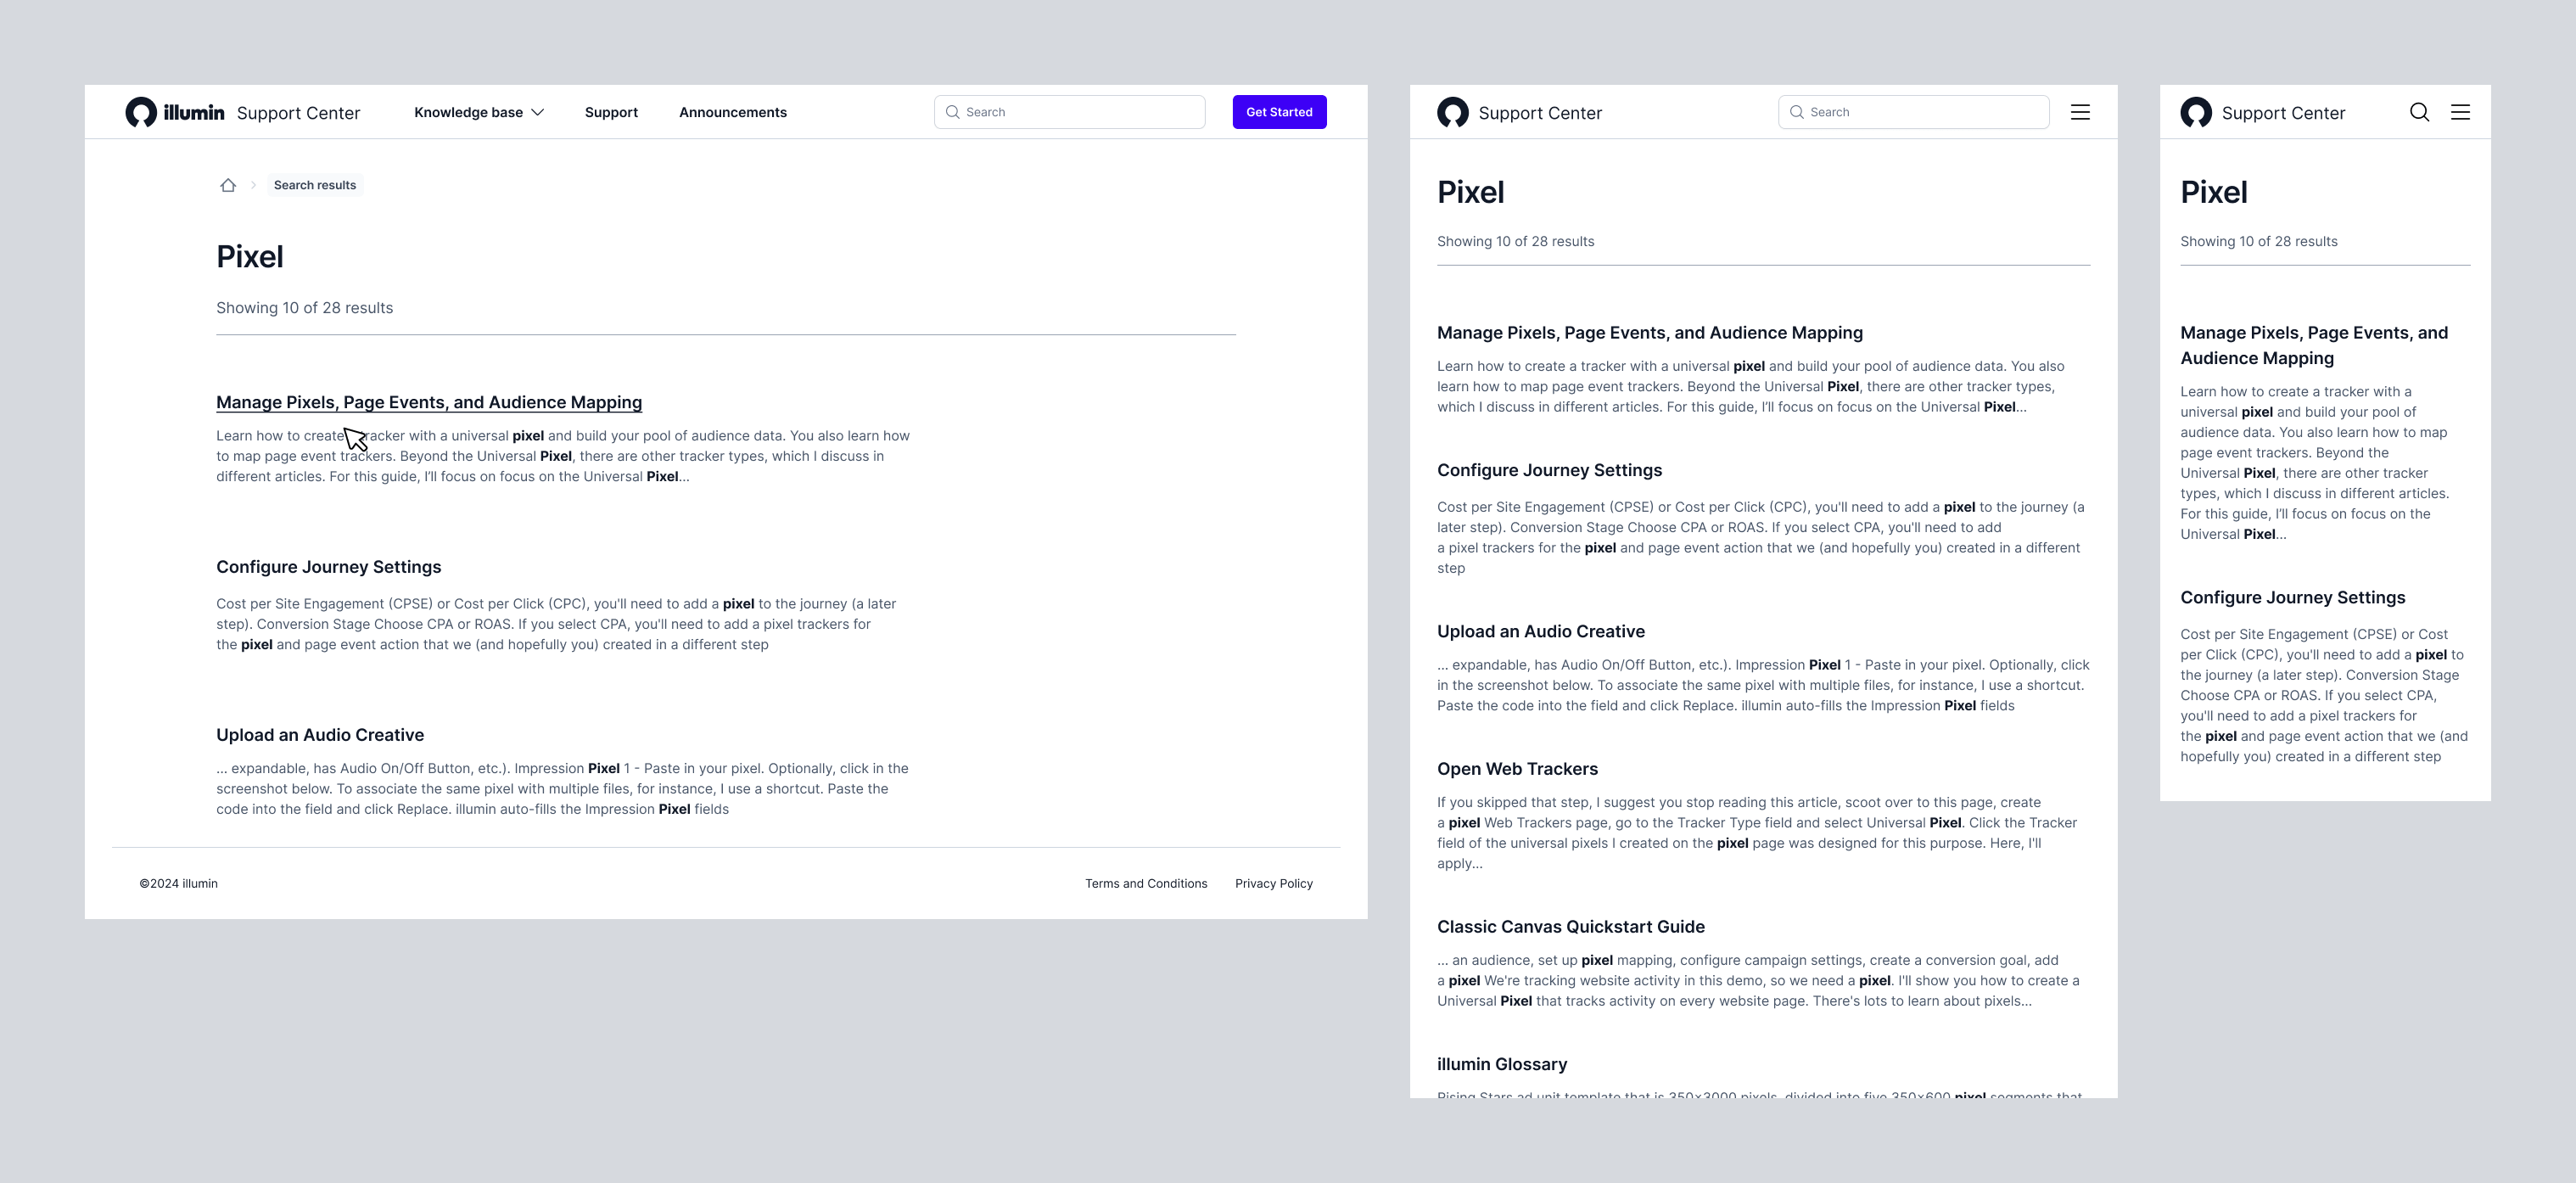 illumin Support Center Knowledge base Support Announcements Search Get Started
Search results
Pixel
Showing 10 of 28 results
Manage Pixels, Page Events, and Audience Mapping
Learn how to create tracker with a universal pixel and build your pool of audience data. You also learn how
to map page event trackers. Beyond the Universal Pixel, there are other tracker types, which I discuss in
different articles. For this guide, I’ll focus on focus on the Universal Pixel...
Configure Journey Settings
Cost per Site Engagement (CPSE) or Cost per Click (CPC), you'll need to add a pixel to the journey (a later
step). Conversion Stage Choose CPA or ROAS. If you select CPA, you'll need to add a pixel trackers for
the pixel and page event action that we (and hopefully you) created in a different step
Upload an Audio Creative
... expandable, has Audio On/Off Button, etc.). Impression Pixel 1 - Paste in your pixel. Optionally, click in the
screenshot below. To associate the same pixel with multiple files, for instance, I use a shortcut. Paste the
code into the field and click Replace. illumin auto-fills the Impression Pixel fields
©2024 illumin Terms and Conditions Privacy Policy
Support Center Search
Pixel
Showing 10 of 28 results
Manage Pixels, Page Events, and Audience Mapping
Learn how to create a tracker with a universal pixel and build your pool of audience data. You also
learn how to map page event trackers. Beyond the Universal Pixel, there are other tracker types,
which I discuss in different articles. For this guide, I’ll focus on focus on the Universal Pixel...
Configure Journey Settings
Cost per Site Engagement (CPSE) or Cost per Click (CPC), you'll need to add a pixel to the journey (a
later step). Conversion Stage Choose CPA or ROAS. If you select CPA, you'll need to add
a pixel trackers for the pixel and page event action that we (and hopefully you) created in a different
step
Upload an Audio Creative
... expandable, has Audio On/Off Button, etc.). Impression Pixel 1 - Paste in your pixel. Optionally, click
in the screenshot below. To associate the same pixel with multiple files, for instance, I use a shortcut.
Paste the code into the field and click Replace. illumin auto-fills the Impression Pixel fields
Open Web Trackers
If you skipped that step, I suggest you stop reading this article, scoot over to this page, create
a pixel Web Trackers page, go to the Tracker Type field and select Universal Pixel. Click the Tracker
field of the universal pixels I created on the pixel page was designed for this purpose. Here, I'll
apply...
Classic Canvas Quickstart Guide
... an audience, set up pixel mapping, configure campaign settings, create a conversion goal, add
a pixel We're tracking website activity in this demo, so we need a pixel. I'll show you how to create a
Universal Pixel that tracks activity on every website page. There's lots to learn about pixels...
illumin Glossary
Rising Stars ad unit template that is 350x3000 pixels, divided into five 350x600 pixel segments that
Support Center
Pixel
Showing 10 of 28 results
Manage Pixels, Page Events, and
Audience Mapping
Learn how to create a tracker with a
universal pixel and build your pool of
audience data. You also learn how to map
page event trackers. Beyond the
Universal Pixel, there are other tracker
types, which I discuss in different articles.
For this guide, I’ll focus on focus on the
Universal Pixel...
Configure Journey Settings
Cost per Site Engagement (CPSE) or Cost
per Click (CPC), you'll need to add a pixel to
the journey (a later step). Conversion Stage
Choose CPA or ROAS. If you select CPA,
you'll need to add a pixel trackers for
the pixel and page event action that we (and
hopefully you) created in a different step